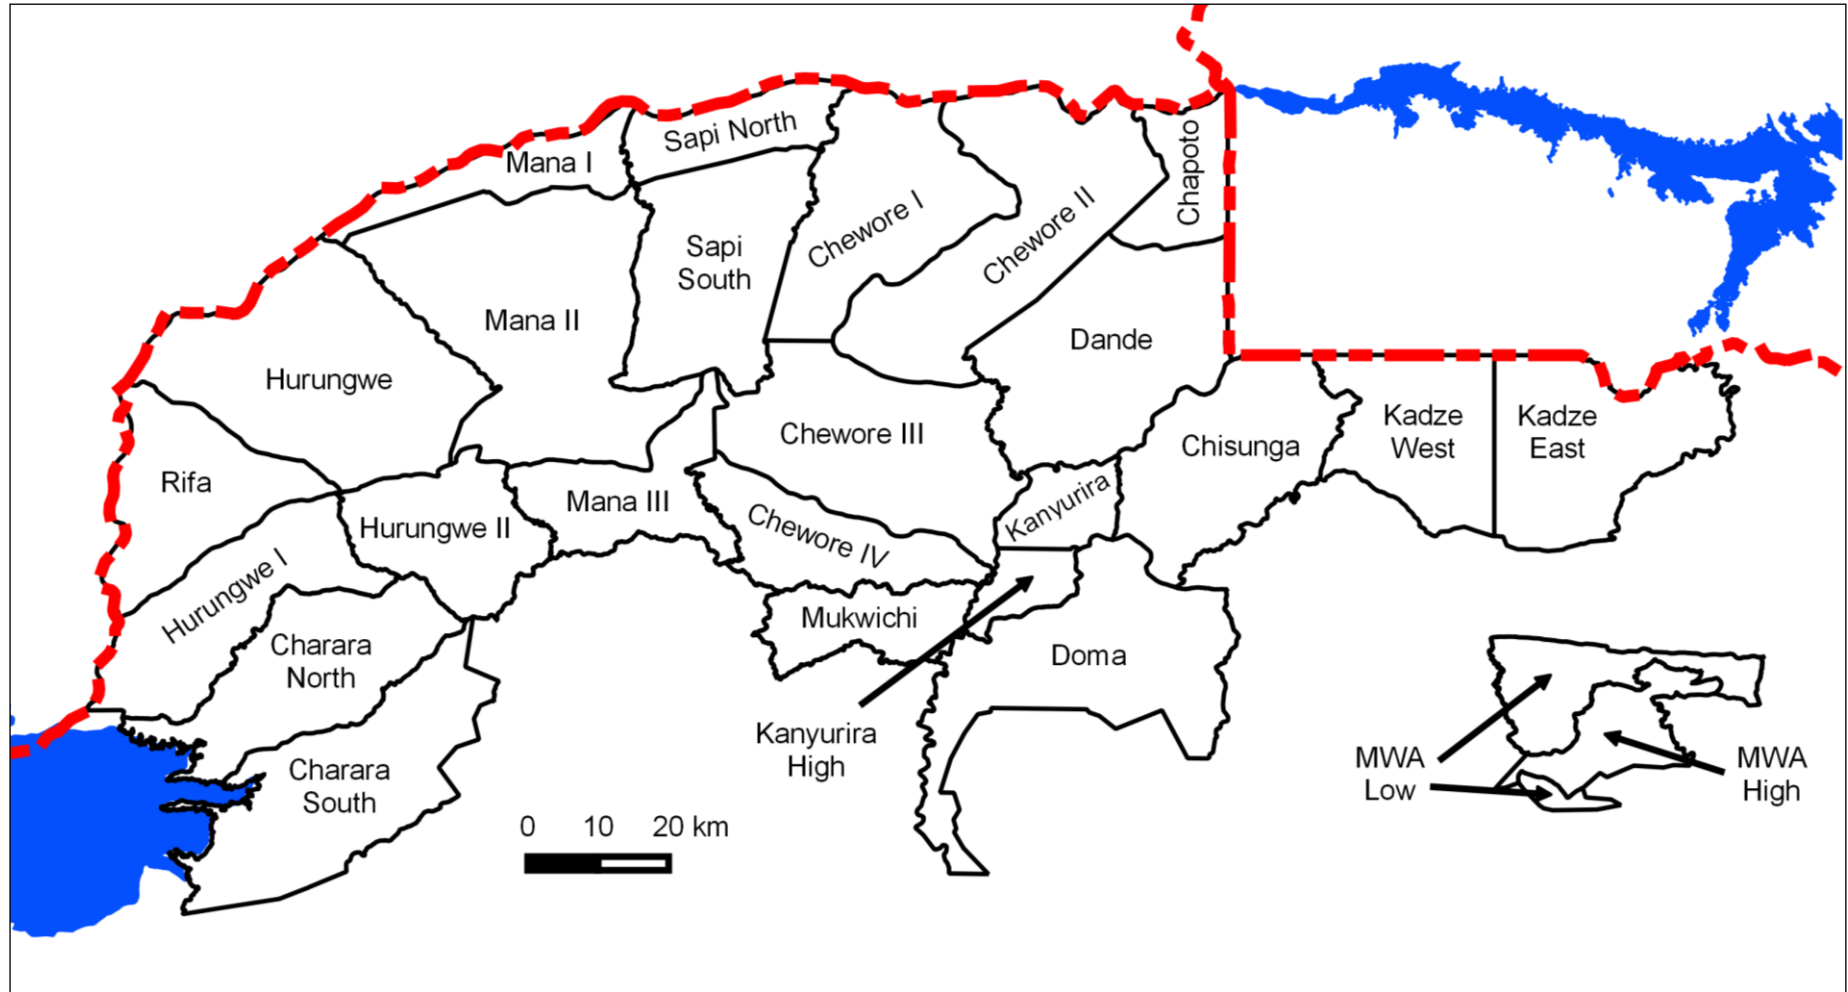 Sapi North
Mana I
Chapoto
Chewore I
Chewore II
Sapi
South
Mana II
Dande
Hurungwe
Chewore III
Kadze
West
Kadze
East
Chisunga
Rifa
Mana III
Kanyurira
Hurungwe II
Chewore IV
Hurungwe I
Mukwichi
Charara
North
Doma
Kanyurira
High
MWA
Low
MWA
High
Charara
South
0 10 20 km